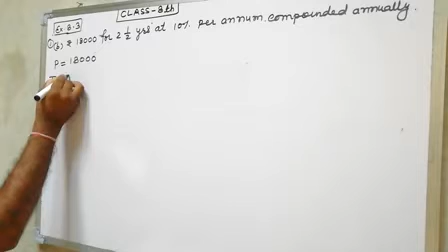 CLASS-8th
Ex-8.3
1 (b) ₹ 18000 for 2 1/2 yrs at 10% per annum compounded annually.
P = 18000